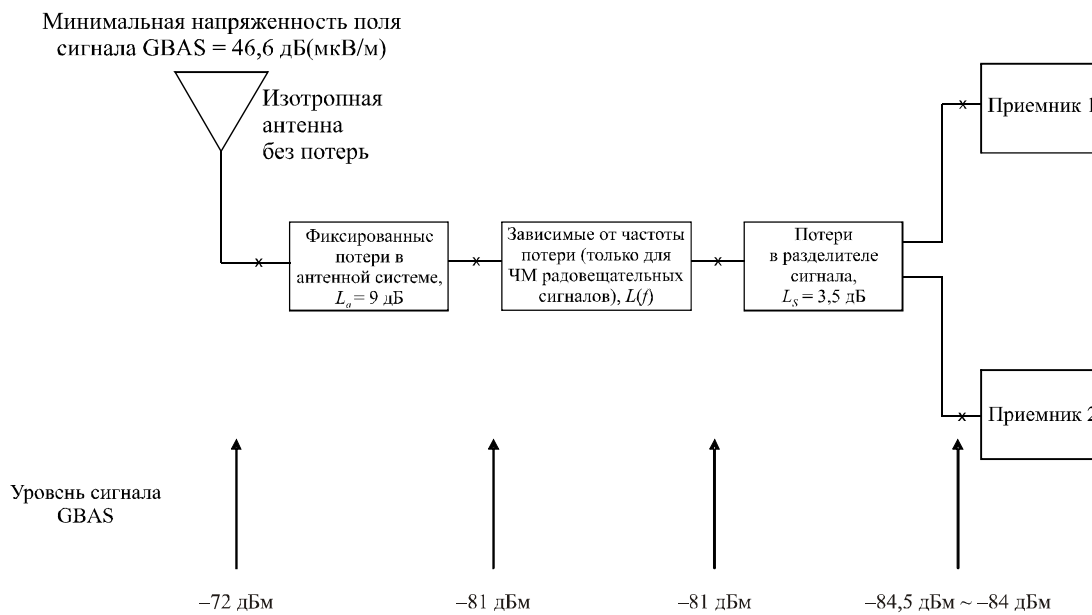 Минимальная напряженность поля
сигнала GBAS = 46,6 дБ(мкВ/м)
Изотропная
антенна
без потерь
Приемник 1
Фиксированные
потери в
антенной системе,
Lₐ = 9 дБ
Зависимые от частоты
потери (только для
ЧМ радовещательных
сигналов), L(f)
Потери
в разделителе
сигнала,
L_S = 3,5 дБ
Приемник 2
Уровень сигнала
GBAS
–72 дБм
–81 дБм
–81 дБм
–84,5 дБм ~ –84 дБм